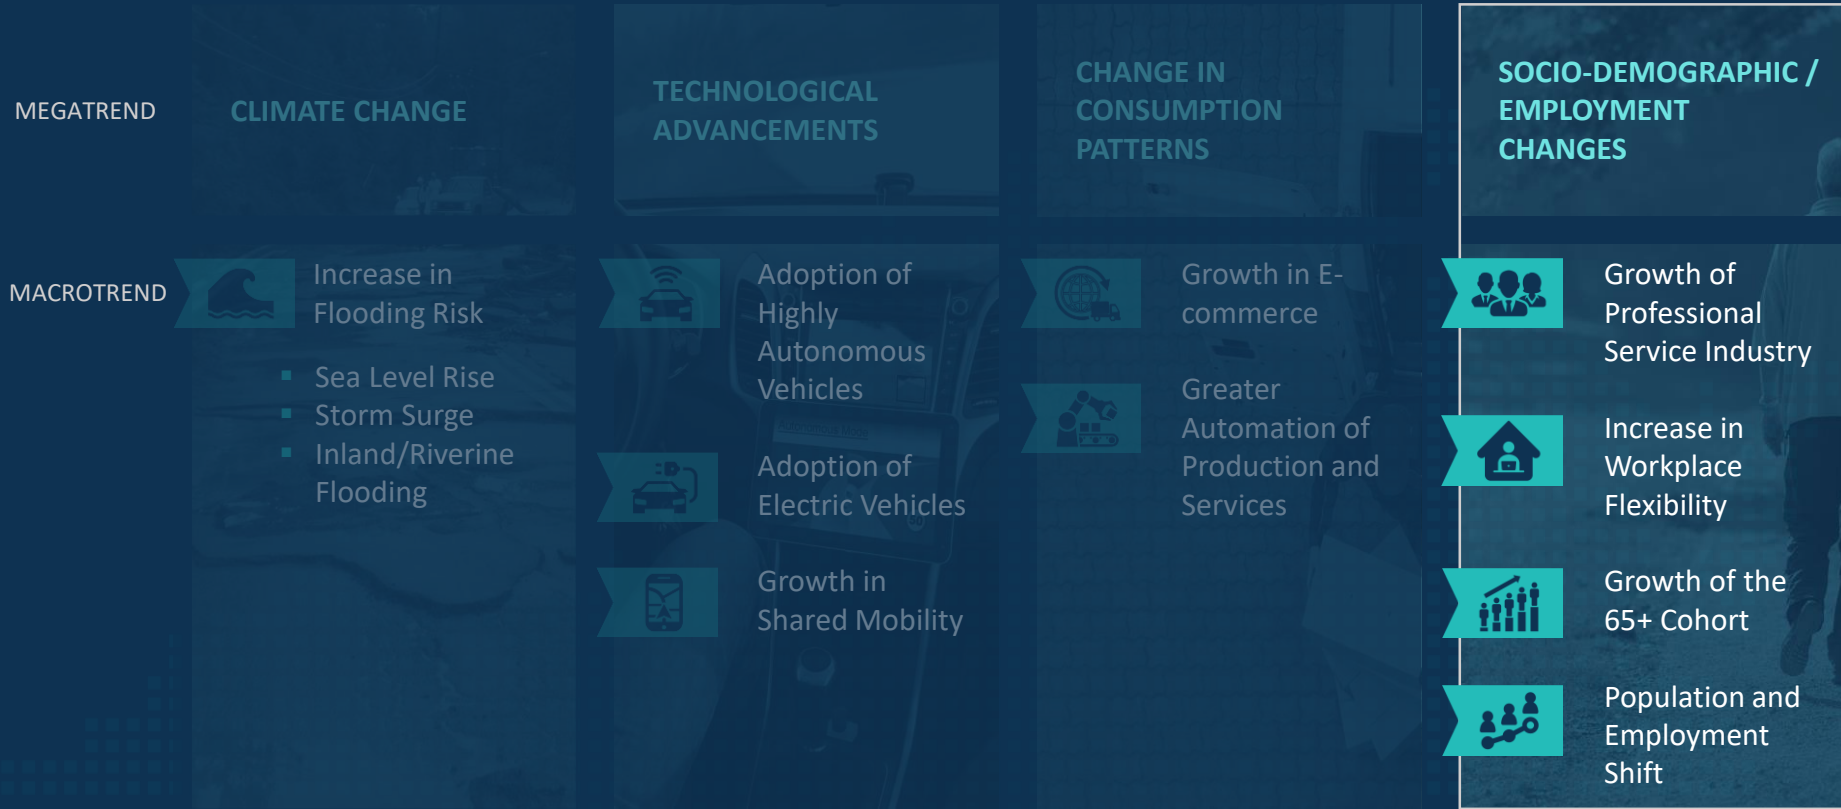 MEGATREND
CLIMATE CHANGE
TECHNOLOGICAL
ADVANCEMENTS
CHANGE IN
CONSUMPTION
PATTERNS
SOCIO-DEMOGRAPHIC /
EMPLOYMENT
CHANGES
MACROTREND
Increase in
Flooding Risk
▪ Sea Level Rise
▪ Storm Surge
▪ Inland/Riverine
Flooding
Adoption of
Highly
Autonomous
Vehicles
Adoption of
Electric Vehicles
Growth in
Shared Mobility
Growth in E-
commerce
Greater
Automation of
Production and
Services
Growth of
Professional
Service Industry
Increase in
Workplace
Flexibility
Growth of the
65+ Cohort
Population and
Employment
Shift